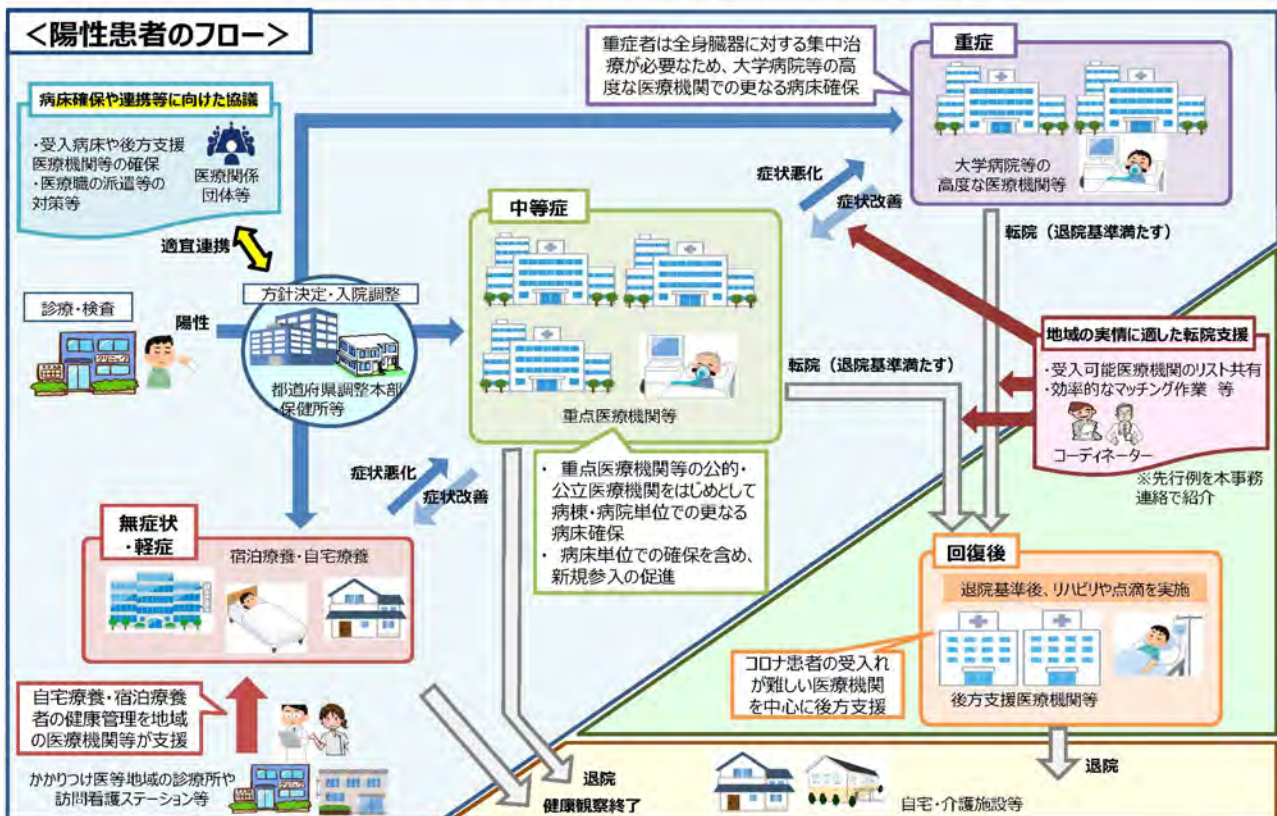 ＜陽性患者のフロー＞
病床確保や連携等に向けた協議
・受入病床や後方支援
医療機関等の確保
・医療職の派遣等の
対策等
医療関係
団体等
適宜連携
診療・検査
クリニック
陽性
方針決定・入院調整
都道府県調整本部
・保健所等
重症者は全身臓器に対する集中治
療が必要なため、大学病院等の高
度な医療機関での更なる病床確保
重症
大学病院等の
高度な医療機関等
症状悪化
症状改善
転院（退院基準満たす）
中等症
重点医療機関等
転院（退院基準満たす）
地域の実情に適した転院支援
・受入可能医療機関のリスト共有
・効率的なマッチング作業 等
コーディネーター
※先行例を本事務
連絡で紹介
・ 重点医療機関等の公的・
公立医療機関をはじめとして
病棟・病院単位での更なる
病床確保
・ 病床単位での確保を含め、
新規参入の促進
症状悪化
症状改善
無症状
・軽症
宿泊療養・自宅療養
回復後
退院基準後、リハビリや点滴を実施
後方支援医療機関等
コロナ患者の受入れ
が難しい医療機関
を中心に後方支援
自宅療養・宿泊療養
者の健康管理を地域
の医療機関等が支援
かかりつけ医等地域の診療所や
訪問看護ステーション等
退院
健康観察終了
退院
自宅・介護施設等